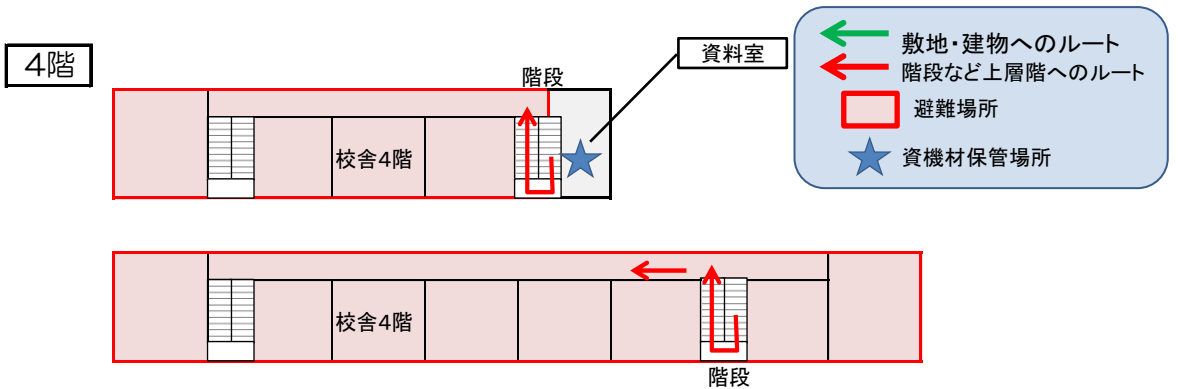 4階
階段
資料室
敷地・建物へのルート
階段など上層階へのルート
避難場所
資機材保管場所
校舎4階
校舎4階
階段